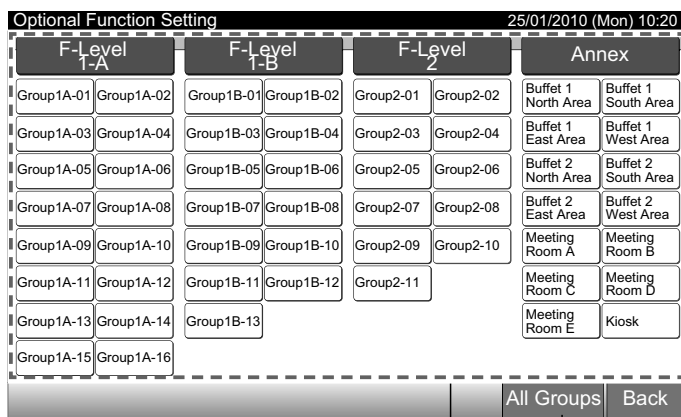 Optional Function Setting 25/01/2010 (Mon) 10:20
F-Level
1-A
F-Level
1-B
F-Level
2
Annex
Group1A-01 Group1A-02
Group1A-03 Group1A-04
Group1A-05 Group1A-06
Group1A-07 Group1A-08
Group1A-09 Group1A-10
Group1A-11 Group1A-12
Group1A-13 Group1A-14
Group1A-15 Group1A-16
Group1B-01 Group1B-02
Group1B-03 Group1B-04
Group1B-05 Group1B-06
Group1B-07 Group1B-08
Group1B-09 Group1B-10
Group1B-11 Group1B-12
Group1B-13
Group2-01 Group2-02
Group2-03 Group2-04
Group2-05 Group2-06
Group2-07 Group2-08
Group2-09 Group2-10
Group2-11
Buffet 1
North Area
Buffet 1
South Area
Buffet 1
East Area
Buffet 1
West Area
Buffet 2
North Area
Buffet 2
South Area
Buffet 2
East Area
Buffet 2
West Area
Meeting
Room A
Meeting
Room B
Meeting
Room C
Meeting
Room D
Meeting
Room E
Kiosk
All Groups Back